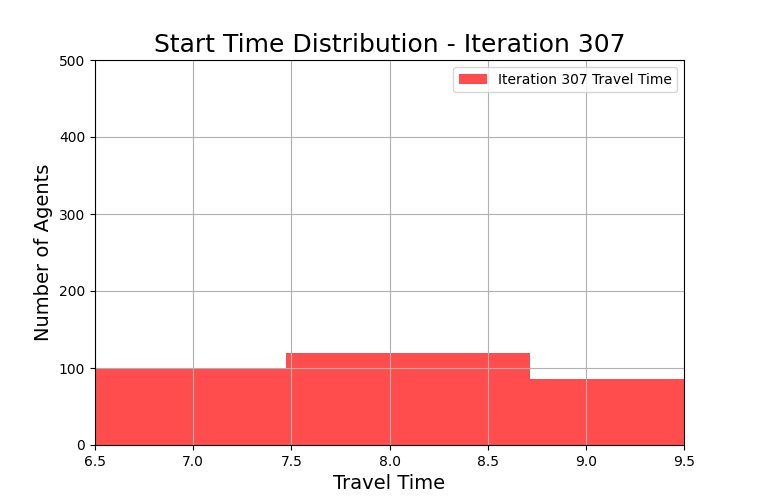 Start Time Distribution - Iteration 307
Iteration 307 Travel Time
Number of Agents
500
400
300
200
100
0
6.5 7.0 7.5 8.0 8.5 9.0 9.5
Travel Time